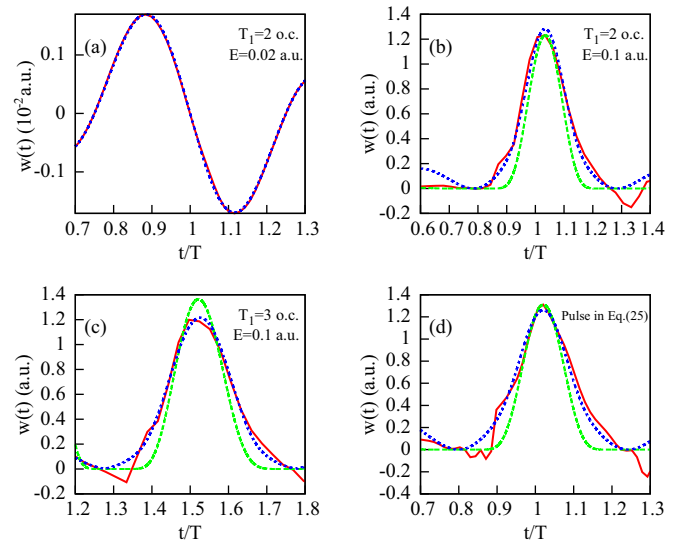 (a)
T₁=2 o.c.
E=0.02 a.u.
w(t) (10⁻² a.u.)
0.1
0
-0.1
0.7 0.8 0.9 1 1.1 1.2 1.3
t/T
(b)
T₁=2 o.c.
E=0.1 a.u.
w(t) (a.u.)
1.4
1.2
1
0.8
0.6
0.4
0.2
0
-0.2
0.6 0.7 0.8 0.9 1 1.1 1.2 1.3 1.4
t/T
(c)
T₁=3 o.c.
E=0.1 a.u.
w(t) (a.u.)
1.4
1.2
1
0.8
0.6
0.4
0.2
0
-0.2
1.2 1.3 1.4 1.5 1.6 1.7 1.8
t/T
(d)
Pulse in Eq.(25)
w(t) (a.u.)
1.4
1.2
1
0.8
0.6
0.4
0.2
0
-0.2
-0.4
0.7 0.8 0.9 1 1.1 1.2 1.3
t/T